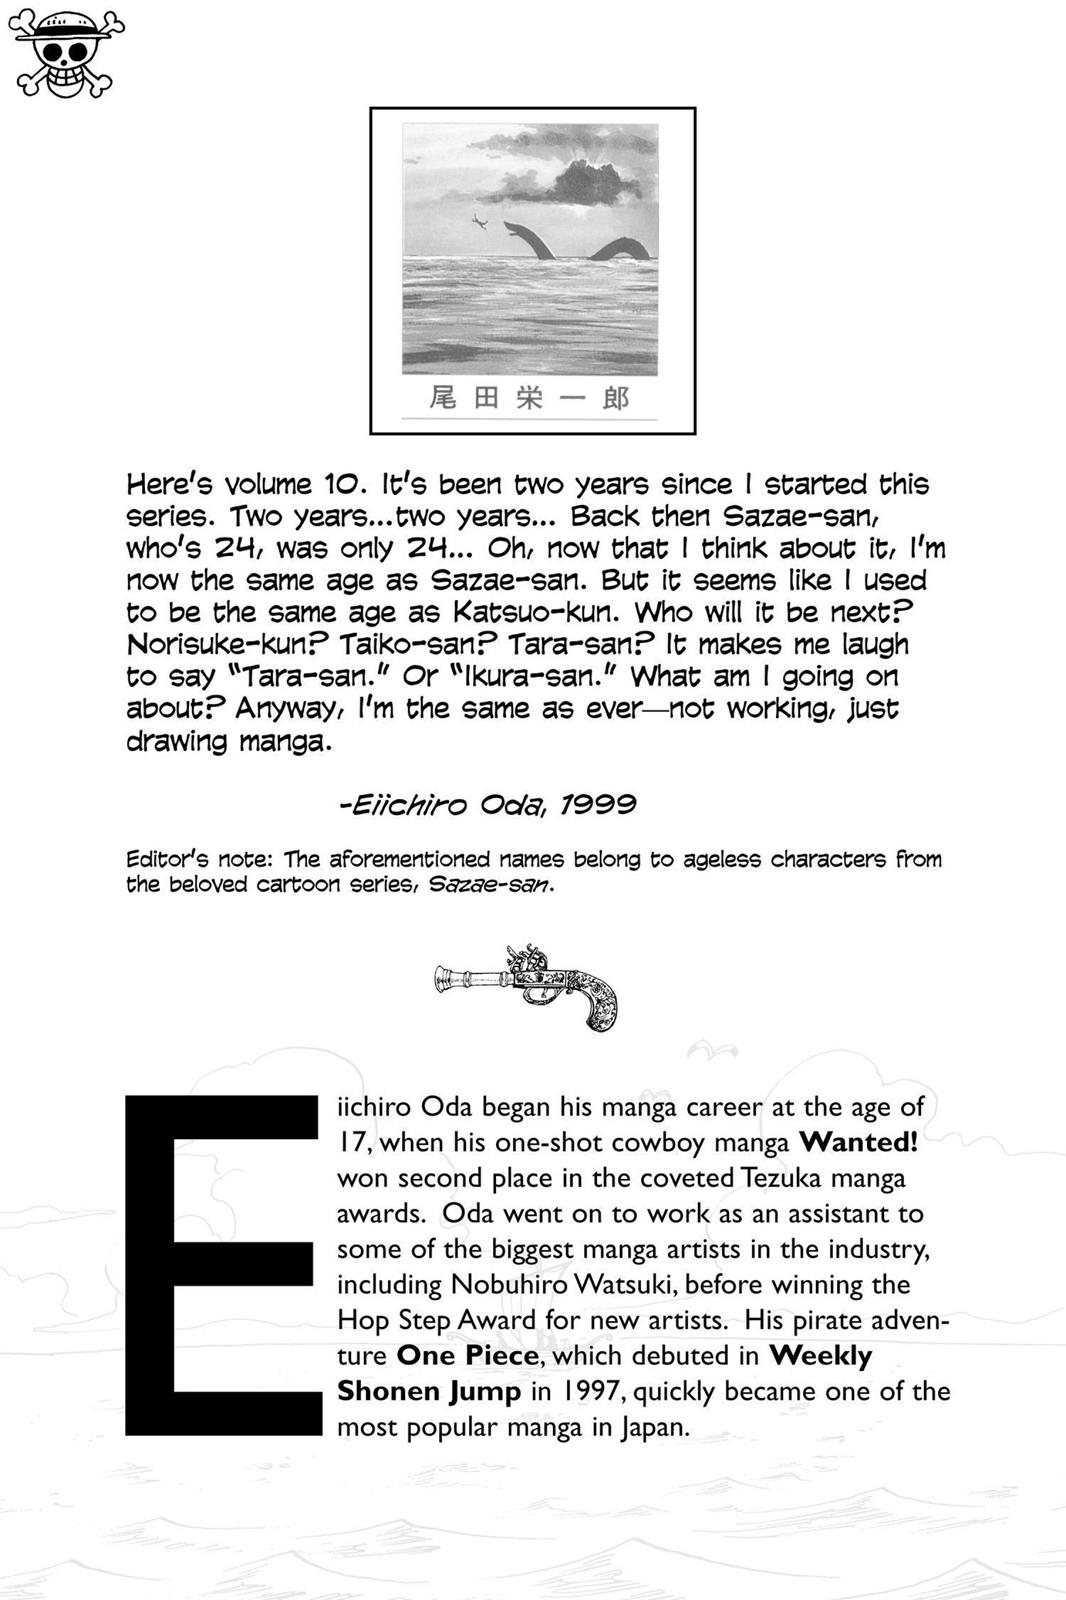 尾田栄一郎
Here's volume 10. It's been two years since I started this
series. Two years...two years... Back then Sazae-san,
who's 24, was only 24... Oh, now that I think about it, I'm
now the same age as Sazae-san. But it seems like I used
to be the same age as Katsuo-kun. Who will it be next?
Norisuke-kun? Taiko-san? Tara-san? It makes me laugh
to say "Tara-san." Or "Ikura-san." What am I going on
about? Anyway, I'm the same as ever—not working, just
drawing manga.
-Eiichiro Oda, 1999
Editor's note: The aforementioned names belong to ageless characters from
the beloved cartoon series, Sazae-san.
Eiichiro Oda began his manga career at the age of
17, when his one-shot cowboy manga Wanted!
won second place in the coveted Tezuka manga
awards. Oda went on to work as an assistant to
some of the biggest manga artists in the industry,
including Nobuhiro Watsuki, before winning the
Hop Step Award for new artists. His pirate adven-
ture One Piece, which debuted in Weekly
Shonen Jump in 1997, quickly became one of the
most popular manga in Japan.